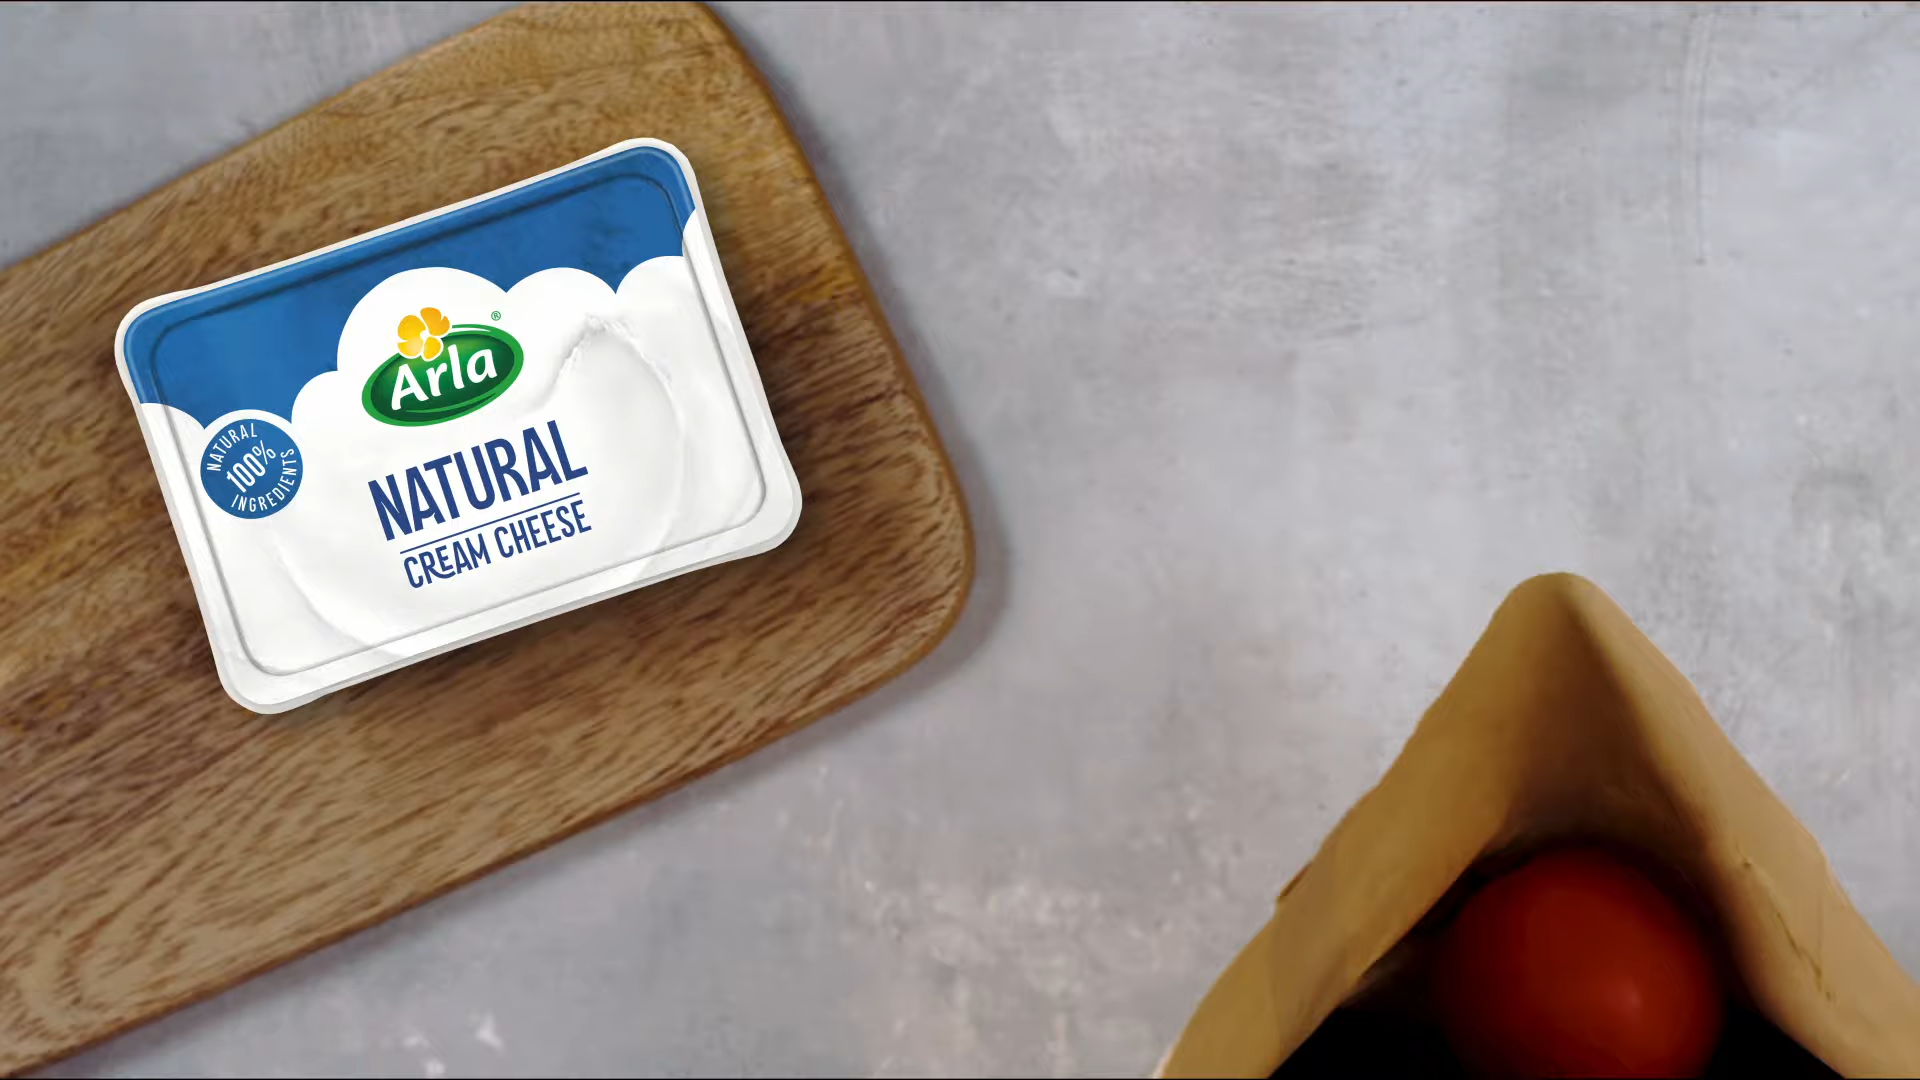 Arla®
NATURAL
100%
INGREDIENTS
NATURAL
CREAM CHEESE